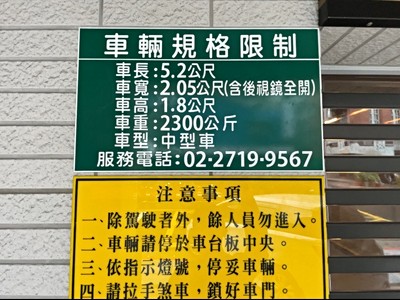 車輛規格限制
車長:5.2公尺
車寬:2.05公尺(含後視鏡全開)
車高:1.8公尺
車重:2300公斤
車型:中型車
服務電話:02-2719-9567
注意事項
一、除駕駛者外，餘人員勿進入。
二、車輛請停於車台板中央。
三、依指示燈號，停妥車輛。
四、請拉手煞車，鎖好車門。